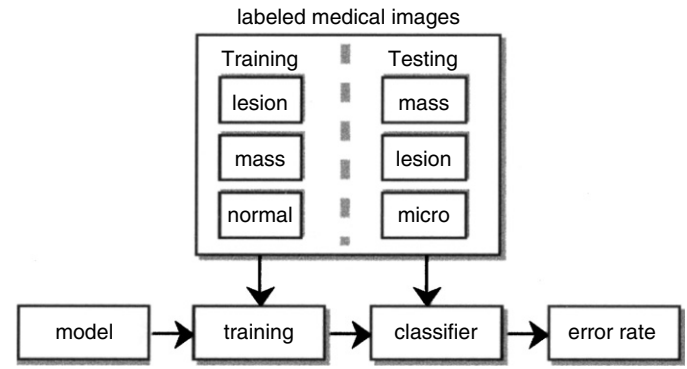 labeled medical images
Training Testing
lesion mass
mass lesion
normal micro
model training classifier error rate